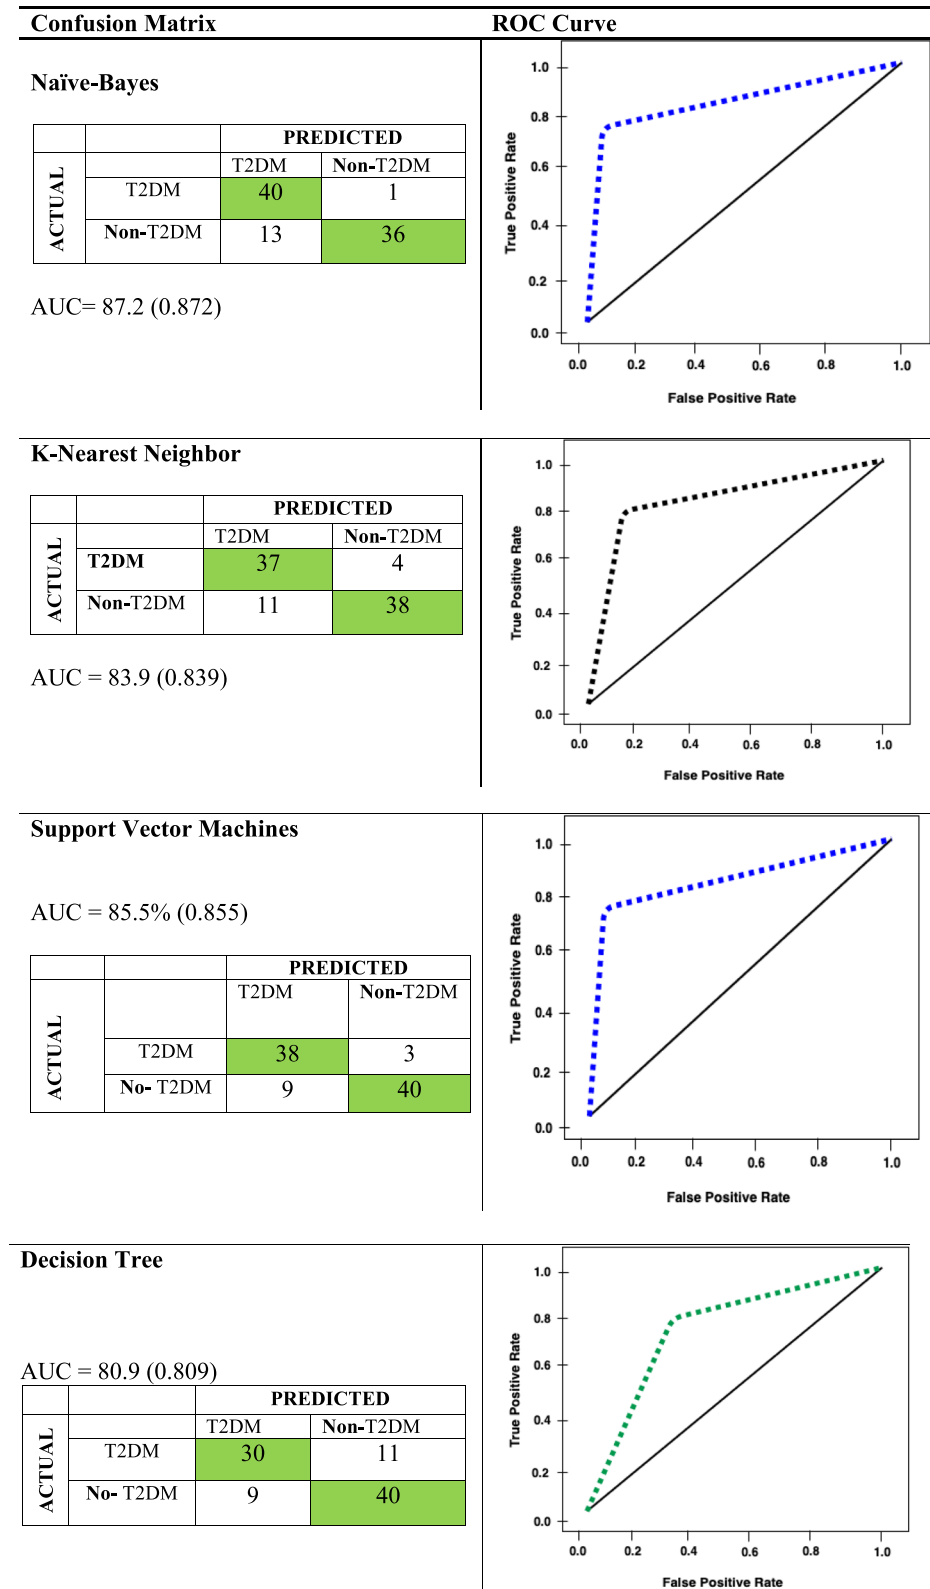 Confusion Matrix ROC Curve
Naïve-Bayes
PREDICTED
T2DM Non-T2DM
ACTUAL
T2DM 40 1
Non-T2DM 13 36
AUC= 87.2 (0.872)
True Positive Rate
1.0
0.8
0.6
0.4
0.2
0.0
0.0 0.2 0.4 0.6 0.8 1.0
False Positive Rate
K-Nearest Neighbor
PREDICTED
T2DM Non-T2DM
ACTUAL
T2DM 37 4
Non-T2DM 11 38
AUC = 83.9 (0.839)
True Positive Rate
1.0
0.8
0.6
0.4
0.2
0.0
0.0 0.2 0.4 0.6 0.8 1.0
False Positive Rate
Support Vector Machines
AUC = 85.5% (0.855)
PREDICTED
T2DM Non-T2DM
ACTUAL
T2DM 38 3
No- T2DM 9 40
True Positive Rate
1.0
0.8
0.6
0.4
0.2
0.0
0.0 0.2 0.4 0.6 0.8 1.0
False Positive Rate
Decision Tree
AUC = 80.9 (0.809)
PREDICTED
T2DM Non-T2DM
ACTUAL
T2DM 30 11
No- T2DM 9 40
True Positive Rate
1.0
0.8
0.6
0.4
0.2
0.0
0.0 0.2 0.4 0.6 0.8 1.0
False Positive Rate